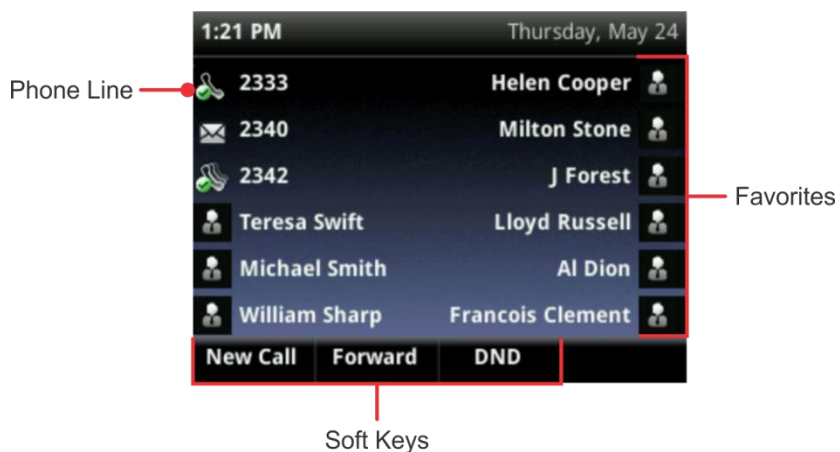 1:21 PM Thursday, May 24
Phone Line 2333 Helen Cooper
2340 Milton Stone
2342 J Forest
Favorites
Teresa Swift Lloyd Russell
Michael Smith Al Dion
William Sharp Francois Clement
New Call Forward DND
Soft Keys